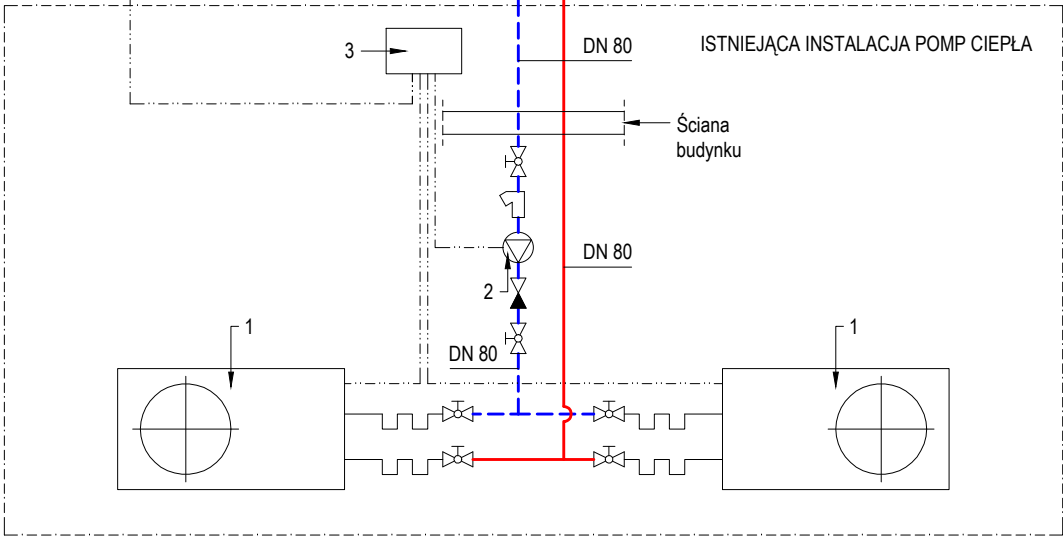 DN 80
ISTNIEJĄCA INSTALACJA POMP CIEPŁA
3
Ściana
budynku
DN 80
2
1
DN 80
1